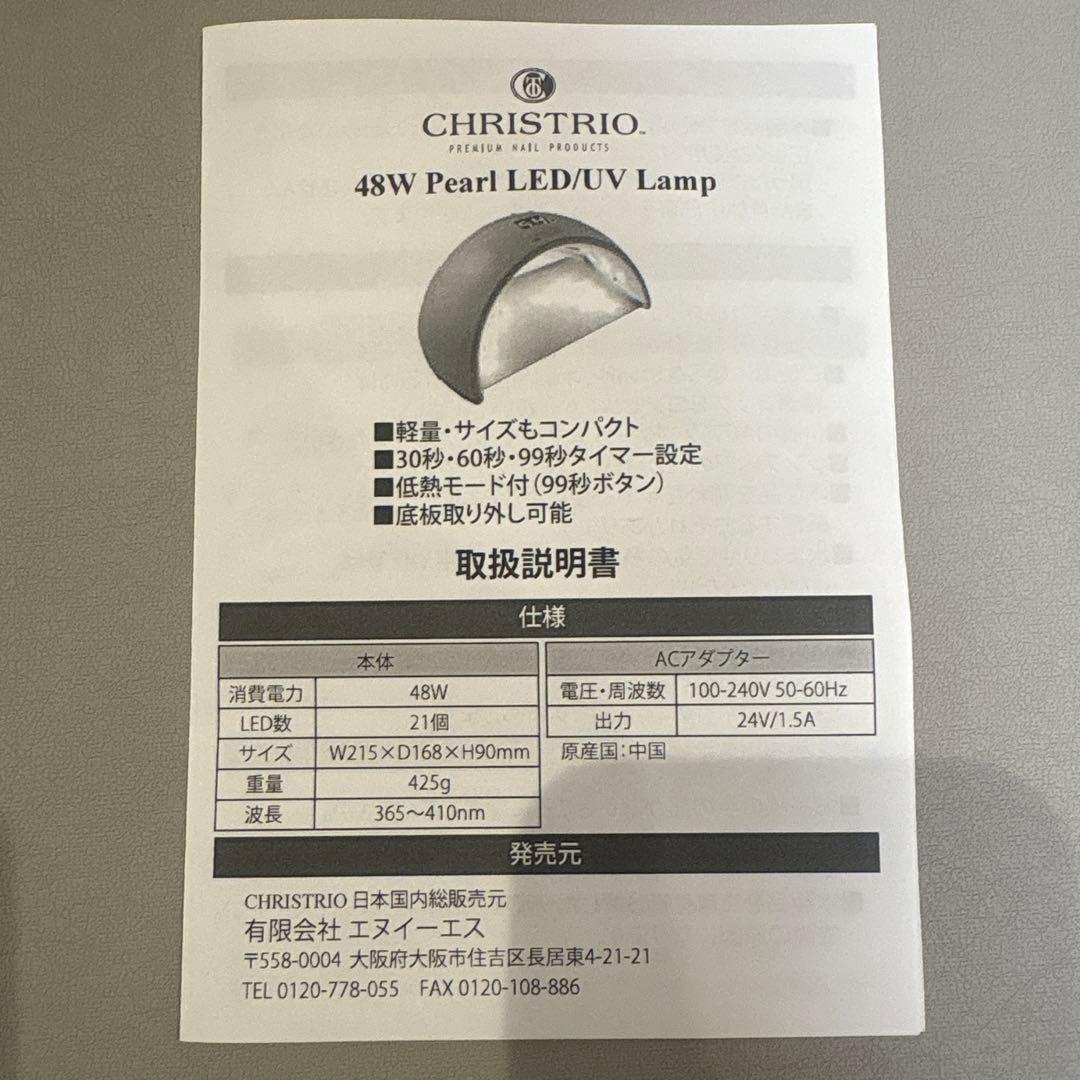 CHRISTRIO™
PREMIUM NAIL PRODUCTS
48W Pearl LED/UV Lamp
■軽量・サイズもコンパクト
■30秒・60秒・99秒タイマー設定
■低熱モード付（99秒ボタン）
■底板取り外し可能
取扱説明書
仕様
本体
消費電力 48W
LED数 21個
サイズ W215×D168×H90mm
重量 425g
波長 365～410nm
ACアダプター
電圧・周波数 100-240V 50-60Hz
出力 24V/1.5A
原産国：中国
発売元
CHRISTRIO 日本国内総販売元
有限会社 エヌイーエス
〒558-0004 大阪府大阪市住吉区長居東4-21-21
TEL 0120-778-055 FAX 0120-108-886